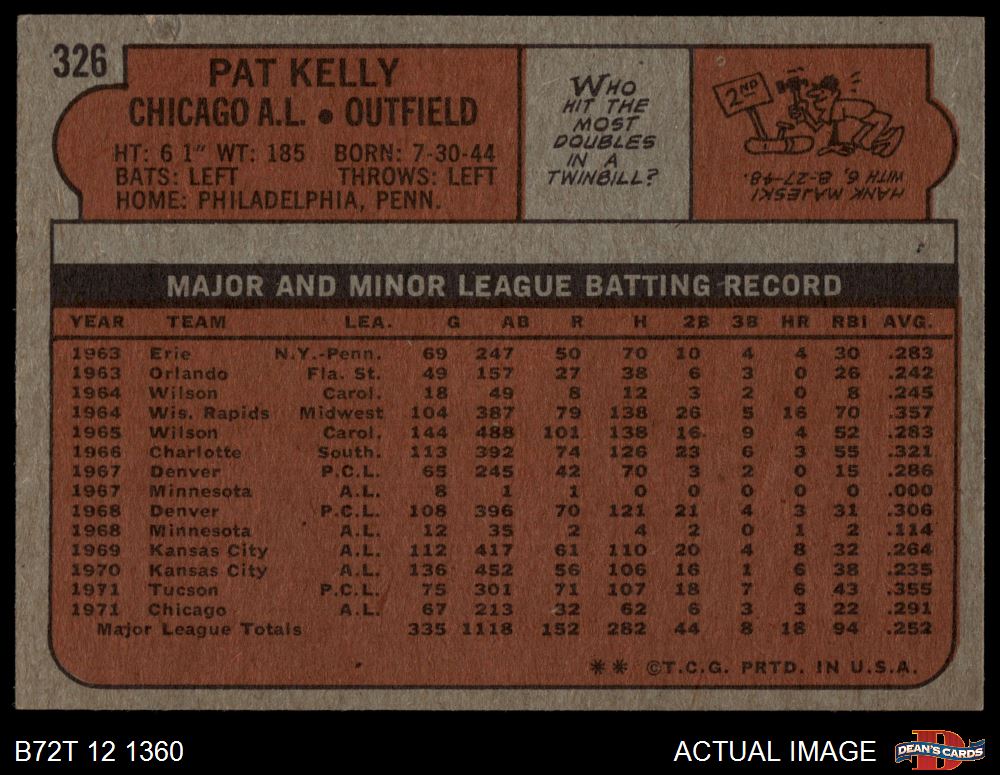 326
PAT KELLY
CHICAGO A.L. • OUTFIELD
HT: 6 1" WT: 185 BORN: 7-30-44
BATS: LEFT THROWS: LEFT
HOME: PHILADELPHIA, PENN.
WHO
HIT THE
MOST
DOUBLES
IN A
TWINBILL?
2ND
HANK MAJESKI
WITH 6, 8-27-48.
MAJOR AND MINOR LEAGUE BATTING RECORD
YEAR TEAM LEA. G AB R H 2B 3B HR RBI AVG.
1963 Erie N.Y.-Penn. 69 247 50 70 10 4 4 30 .283
1963 Orlando Fla. St. 49 157 27 38 6 3 0 26 .242
1964 Wilson Carol. 18 49 8 12 3 2 0 8 .245
1964 Wis. Rapids Midwest 104 387 79 138 26 5 16 70 .357
1965 Wilson Carol. 144 488 101 138 16 9 4 52 .283
1966 Charlotte South. 113 392 74 126 23 6 3 55 .321
1967 Denver P.C.L. 65 245 42 70 3 2 0 15 .286
1967 Minnesota A.L. 8 1 1 0 0 0 0 0 .000
1968 Denver P.C.L. 108 396 70 121 21 4 3 31 .306
1968 Minnesota A.L. 12 35 2 4 2 0 1 2 .114
1969 Kansas City A.L. 112 417 61 110 20 4 8 32 .264
1970 Kansas City A.L. 136 452 56 106 16 1 6 38 .235
1971 Tucson P.C.L. 75 301 71 107 18 7 6 43 .355
1971 Chicago A.L. 67 213 32 62 6 3 3 22 .291
Major League Totals 335 1118 152 282 44 8 18 94 .252
** ©T.C.G. PRTD. IN U.S.A.
B72T 12 1360
ACTUAL IMAGE
DEAN'S CARDS